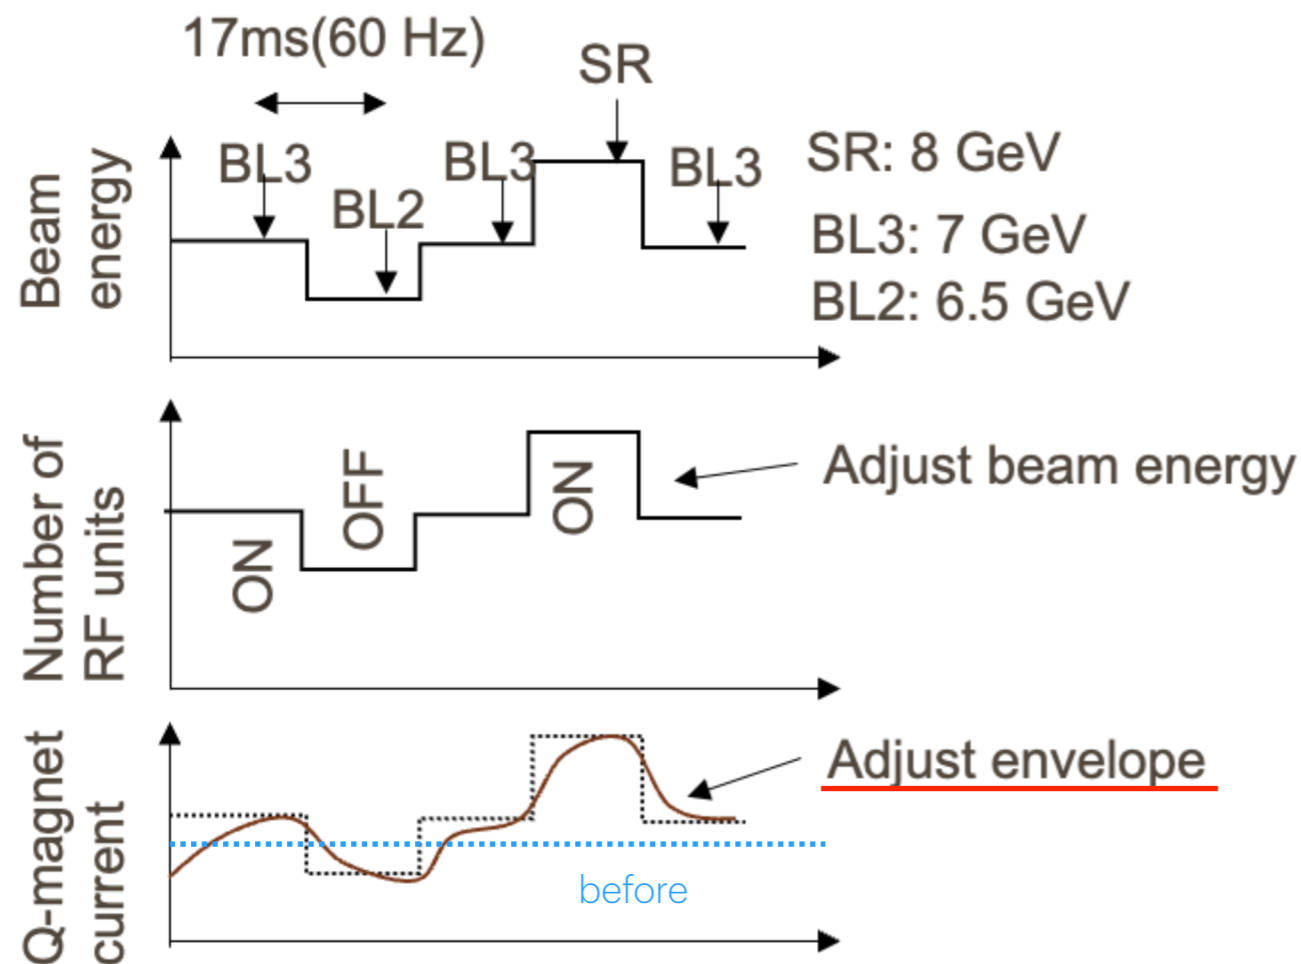 17ms(60 Hz)
SR
BL3
BL2
BL3
BL3
Beam
energy
SR: 8 GeV
BL3: 7 GeV
BL2: 6.5 GeV
Number of
RF units
ON
OFF
ON
Adjust beam energy
Q-magnet
current
Adjust envelope
before